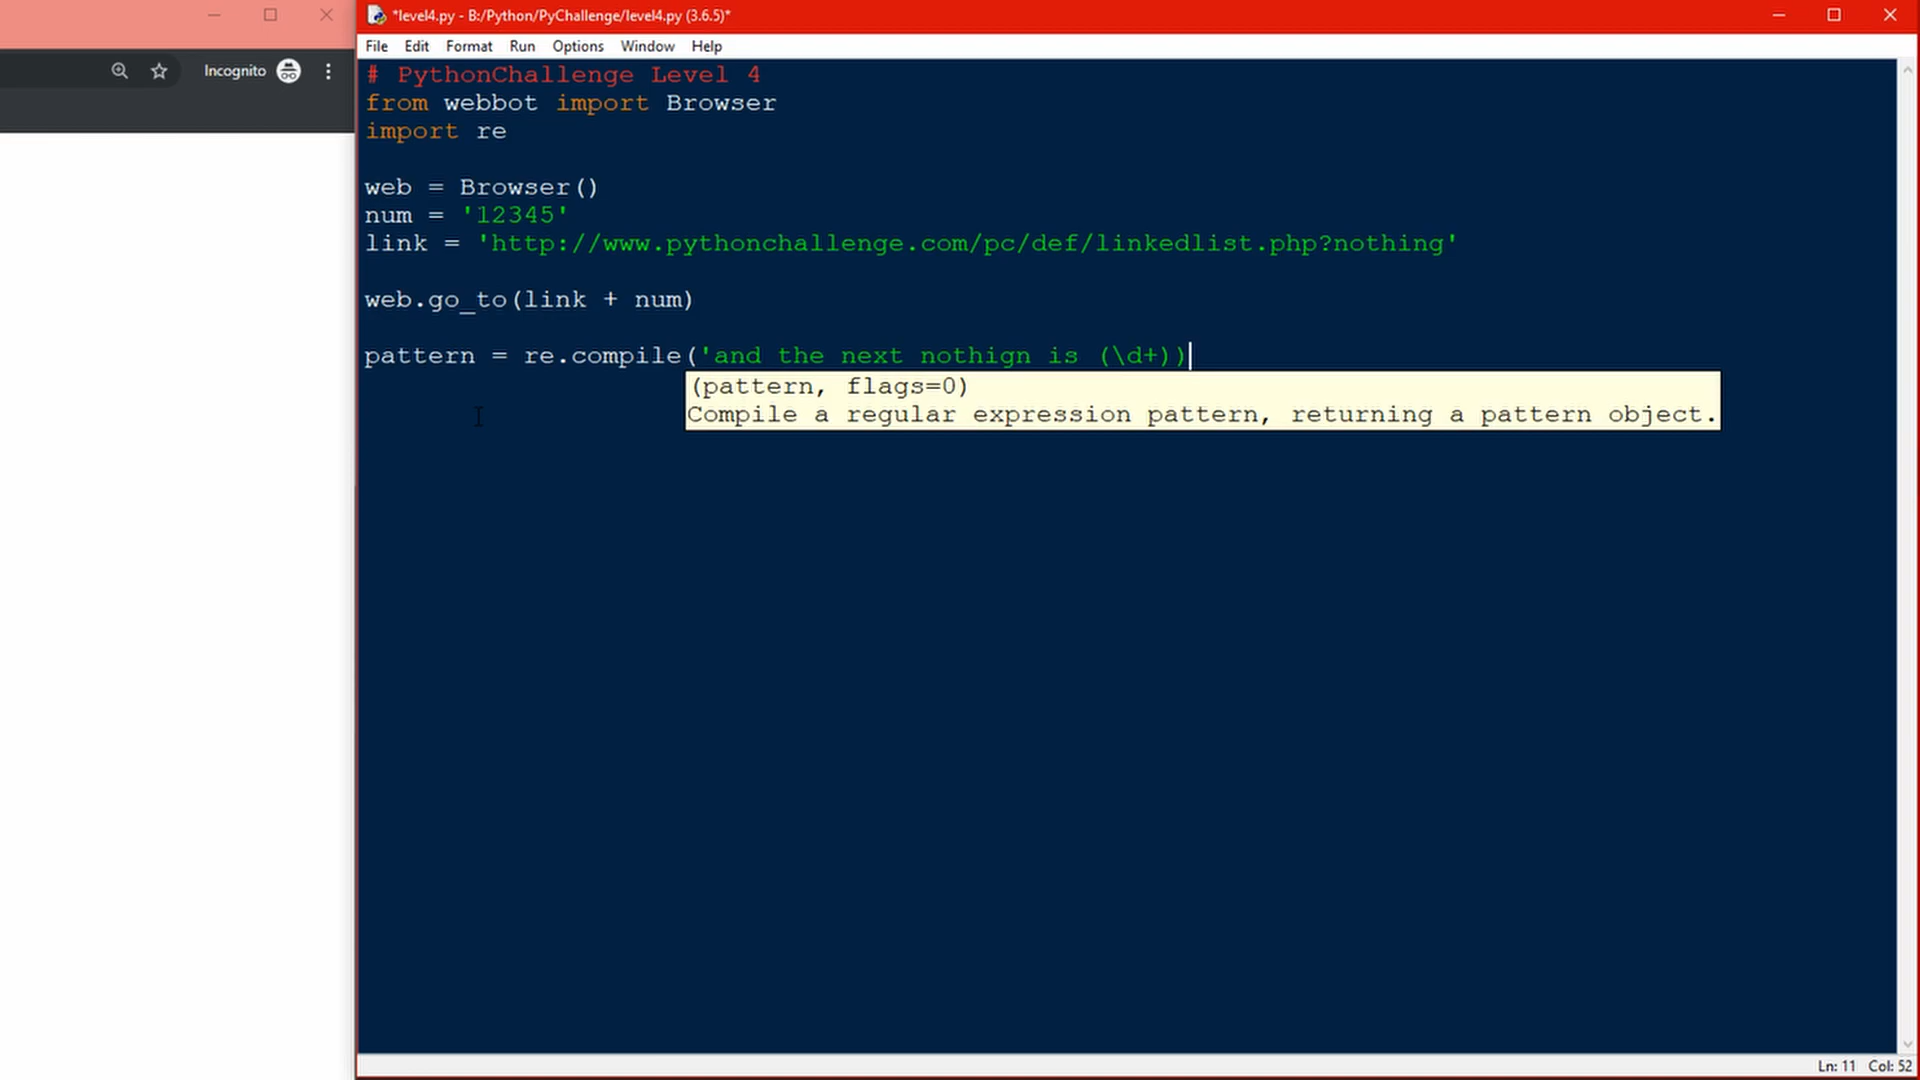 *level4.py - B:/Python/PyChallenge/level4.py (3.6.5)*
File Edit Format Run Options Window Help
Incognito
# PythonChallenge Level 4
from webbot import Browser
import re
web = Browser()
num = '12345'
link = 'http://www.pythonchallenge.com/pc/def/linkedlist.php?nothing'
web.go_to(link + num)
pattern = re.compile('and the next nothign is (\d+))
(pattern, flags=0)
Compile a regular expression pattern, returning a pattern object.
Ln: 11 Col: 52